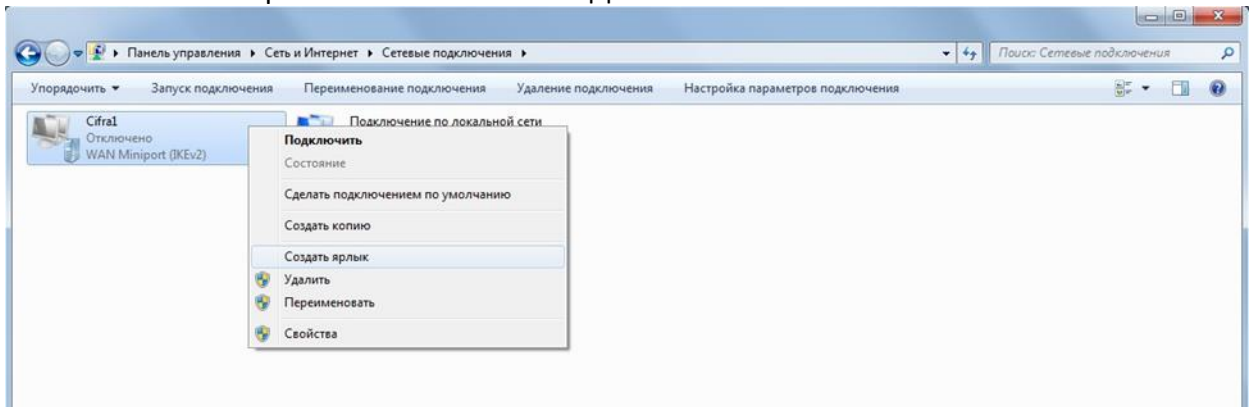 Панель управления ▸ Сеть и Интернет ▸ Сетевые подключения ▸
Поиск: Сетевые подключения
Упорядочить ▾ Запуск подключения Переименование подключения Удаление подключения Настройка параметров подключения
Cifra1
Отключено
WAN Miniport (IKEv2)
Подключение по локальной сети
Подключить
Состояние
Сделать подключением по умолчанию
Создать копию
Создать ярлык
Удалить
Переименовать
Свойства